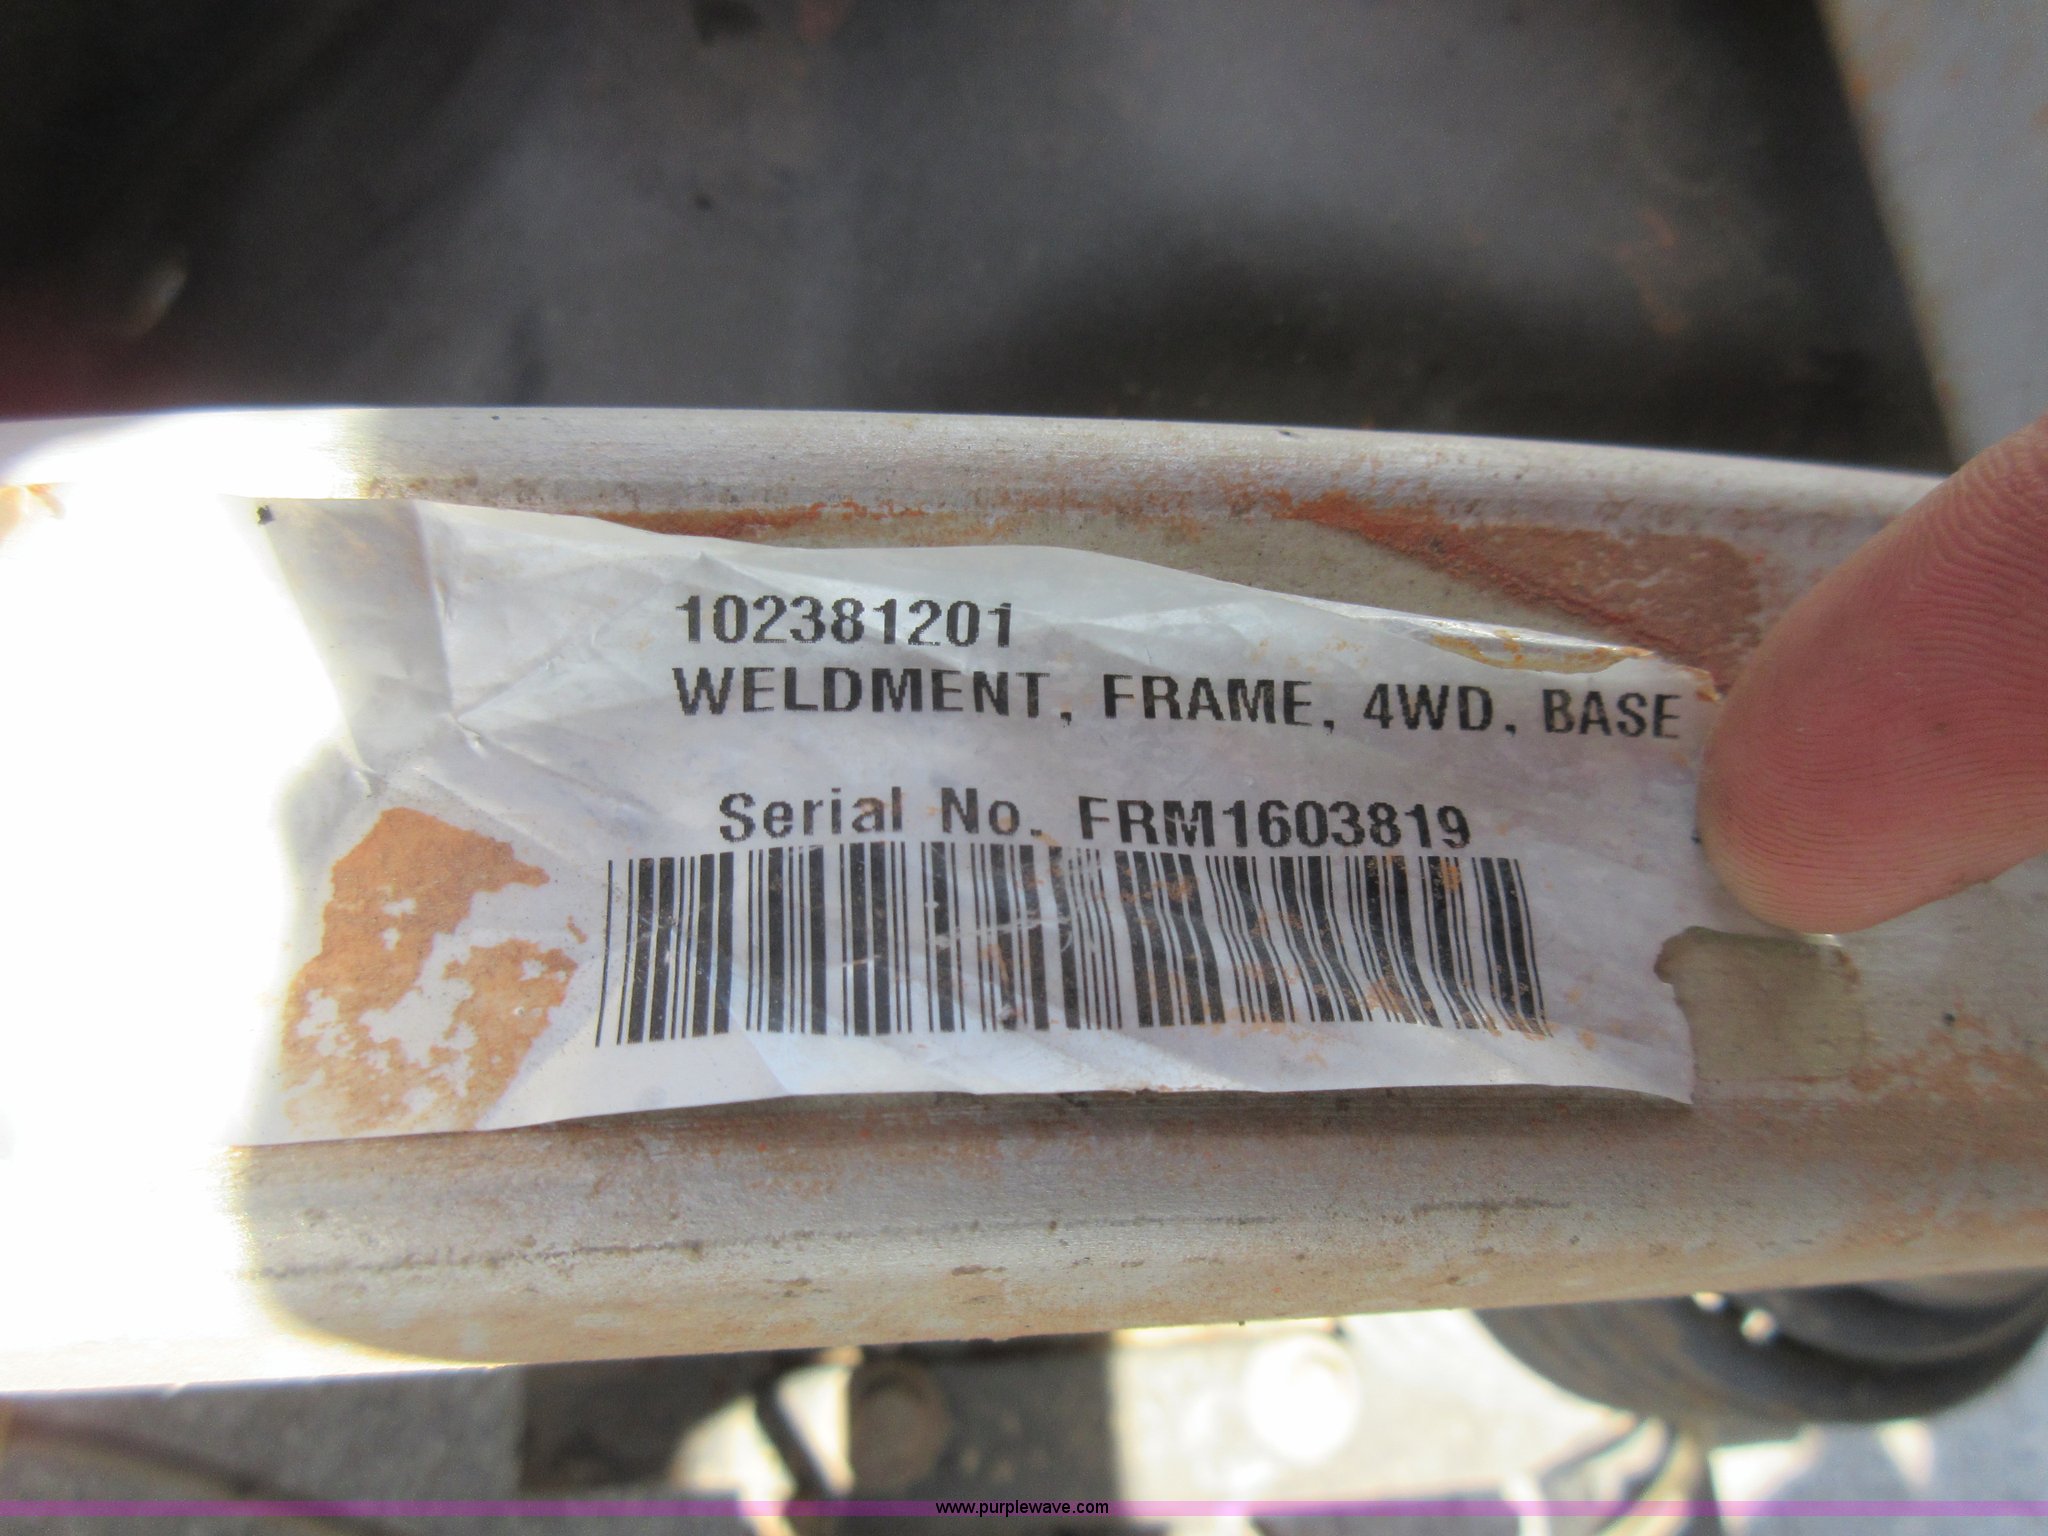 102381201
WELDMENT, FRAME, 4WD, BASE
Serial No. FRM1603819
www.purplewave.com